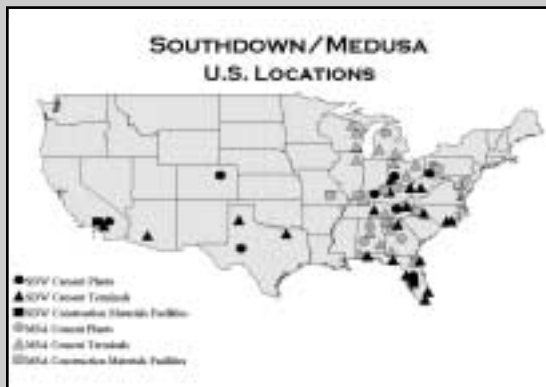 SOUTHDOWN/MEDUSA
U.S. LOCATIONS
SDW Cement Plants
SDW Cement Terminals
SDW Construction Materials Facilities
MSA Cement Plants
MSA Cement Terminals
MSA Construction Materials Facility